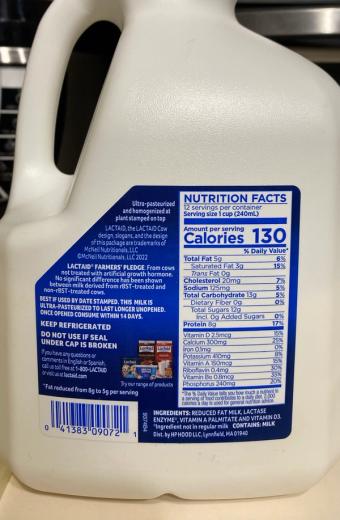 Ultra-pasteurized
and homogenized at
plant stamped on top
LACTAID, the LACTAID Cow
design, slogans, and the design
of this package are trademarks of
McNeil Nutritionals, LLC
©McNeil Nutritionals, LLC 2022
LACTAID® FARMERS' PLEDGE: From cows
not treated with artificial growth hormone.
No significant difference has been shown
between milk derived from rBST-treated and
non-rBST-treated cows.
BEST IF USED BY DATE STAMPED. THIS MILK IS
ULTRA-PASTEURIZED TO LAST LONGER UNOPENED.
ONCE OPENED CONSUME WITHIN 14 DAYS.
KEEP REFRIGERATED
DO NOT USE IF SEAL
UNDER CAP IS BROKEN
If you have any questions or
comments in English or Spanish,
call us toll free at 1-800-LACTAID
or visit us at lactaid.com
Try our range of products
*Fat reduced from 8g to 5g per serving
0 41383 09072 1
NUTRITION FACTS
12 servings per container
Serving size 1 cup (240mL)
Amount per serving
Calories 130
% Daily Value*
Total Fat 5g 6%
Saturated Fat 3g 15%
Trans Fat 0g
Cholesterol 20mg 7%
Sodium 125mg 5%
Total Carbohydrate 13g 5%
Dietary Fiber 0g 0%
Total Sugars 12g
Incl. 0g Added Sugars 0%
Protein 8g 17%
Vitamin D 2.5mcg 15%
Calcium 300mg 25%
Iron 0mg 0%
Potassium 410mg 8%
Vitamin A 150mcg 15%
Riboflavin 0.4mg 30%
Vitamin B12 0.8mcg 35%
Phosphorus 240mg 20%
*The % Daily Value tells you how much a nutrient in
a serving of food contributes to a daily diet. 2,000
calories a day is used for general nutrition advice.
INGREDIENTS: REDUCED FAT MILK, LACTASE
ENZYME*, VITAMIN A PALMITATE AND VITAMIN D3.
*Ingredient not in regular milk CONTAINS: MILK
Dist. by HP HOOD LLC, Lynnfield, MA 01940